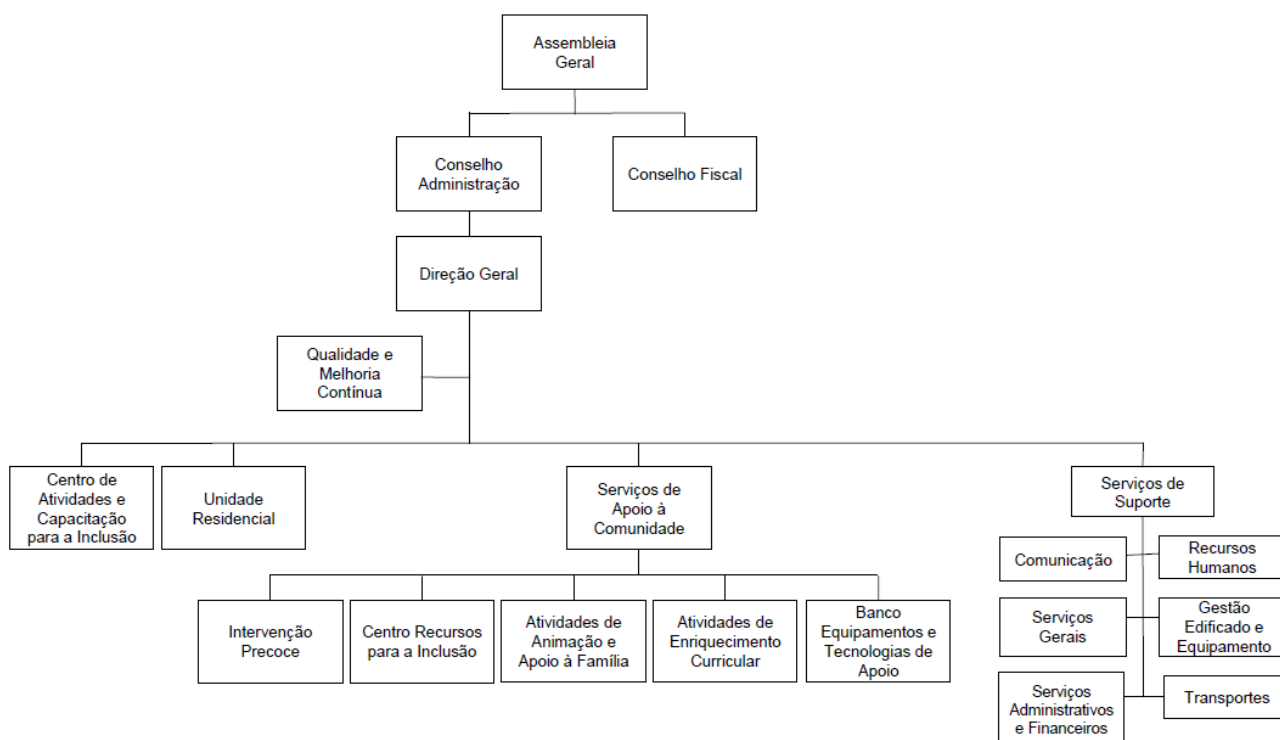 Assembleia
Geral
Conselho
Administração
Conselho Fiscal
Direção Geral
Qualidade e
Melhoria
Contínua
Centro de
Atividades e
Capacitação
para a Inclusão
Unidade
Residencial
Serviços de
Apoio à
Comunidade
Serviços de
Suporte
Comunicação
Recursos
Humanos
Intervenção
Precoce
Centro Recursos
para a Inclusão
Atividades de
Animação e
Apoio à Família
Atividades de
Enriquecimento
Curricular
Banco
Equipamentos e
Tecnologias de
Apoio
Serviços
Gerais
Gestão
Edificado e
Equipamento
Serviços
Administrativos
e Financeiros
Transportes